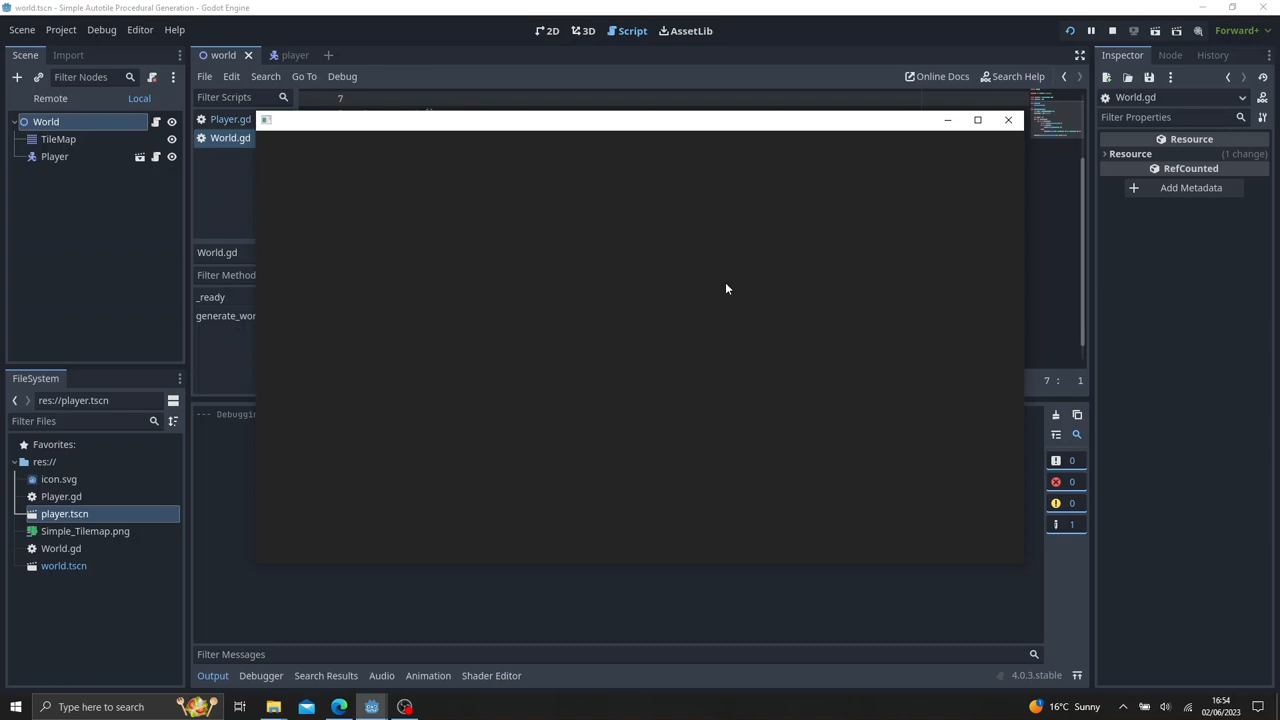 world.tscn - Simple Autotile Procedural Generation - Godot Engine
Scene Project Debug Editor Help
2D 3D Script AssetLib
Forward+
Scene Import
Filter Nodes
Remote Local
World
TileMap
Player
world player
File Edit Search Go To Debug
Online Docs Search Help
Filter Scripts
7
Player.gd
World.gd
World.gd
Filter Method
_ready
generate_wor
7 : 1
--- Debuggin
0
0
0
1
Filter Messages
Output Debugger Search Results Audio Animation Shader Editor
4.0.3.stable
Inspector Node History
World.gd
Filter Properties
Resource
Resource (1 change)
RefCounted
Add Metadata
FileSystem
res://player.tscn
Filter Files
Favorites:
res://
icon.svg
Player.gd
player.tscn
Simple_Tilemap.png
World.gd
world.tscn
Type here to search
16°C Sunny
16:54
02/06/2023